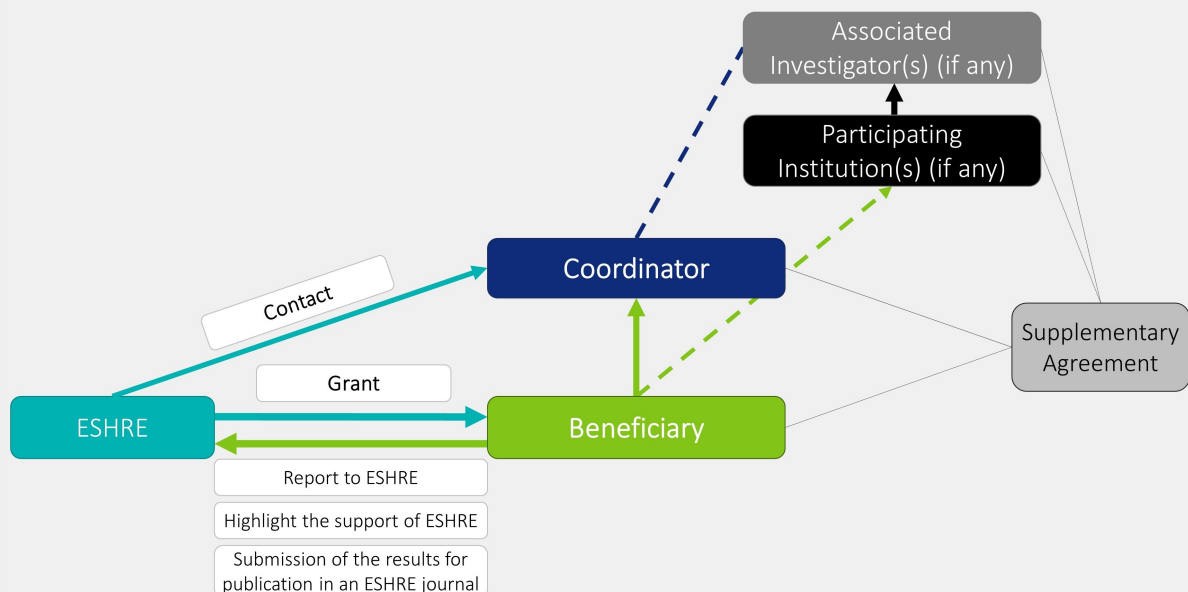 Associated
Investigator(s) (if any)
Participating
Institution(s) (if any)
Coordinator
Contact
Supplementary
Agreement
Grant
ESHRE
Beneficiary
Report to ESHRE
Highlight the support of ESHRE
Submission of the results for
publication in an ESHRE journal